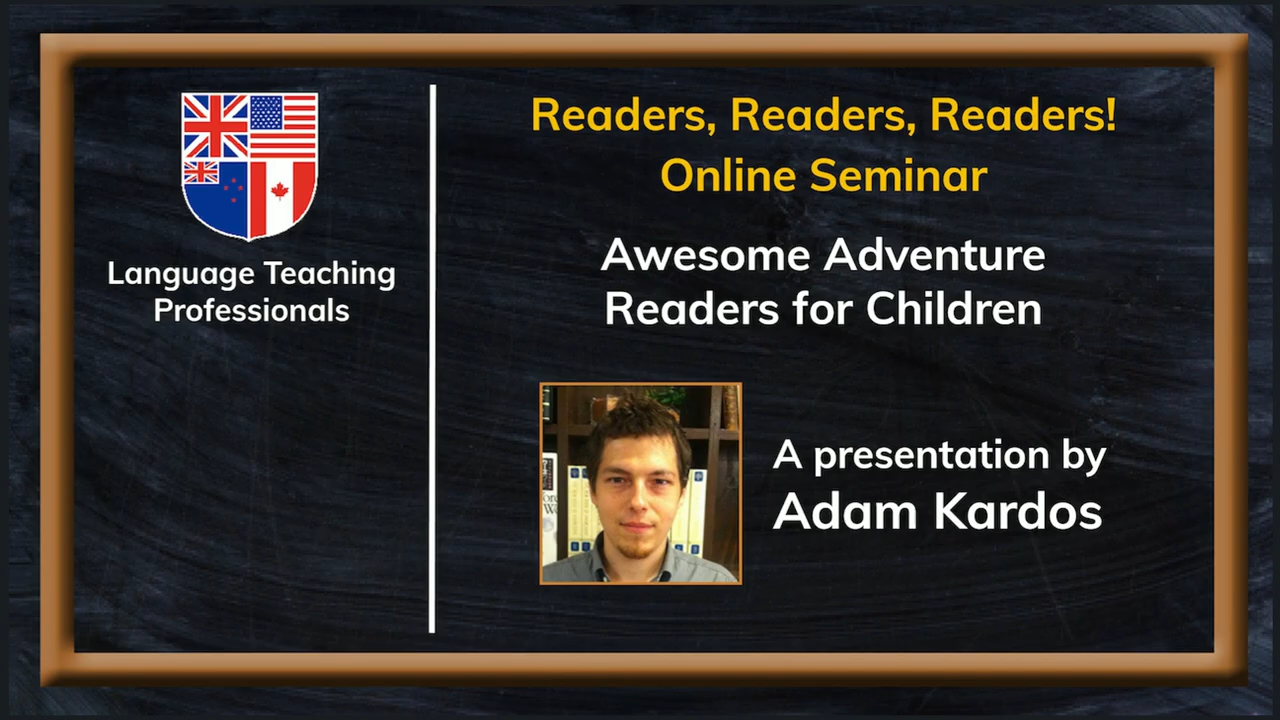 Language Teaching
Professionals
Readers, Readers, Readers!
Online Seminar
Awesome Adventure
Readers for Children
A presentation by
Adam Kardos